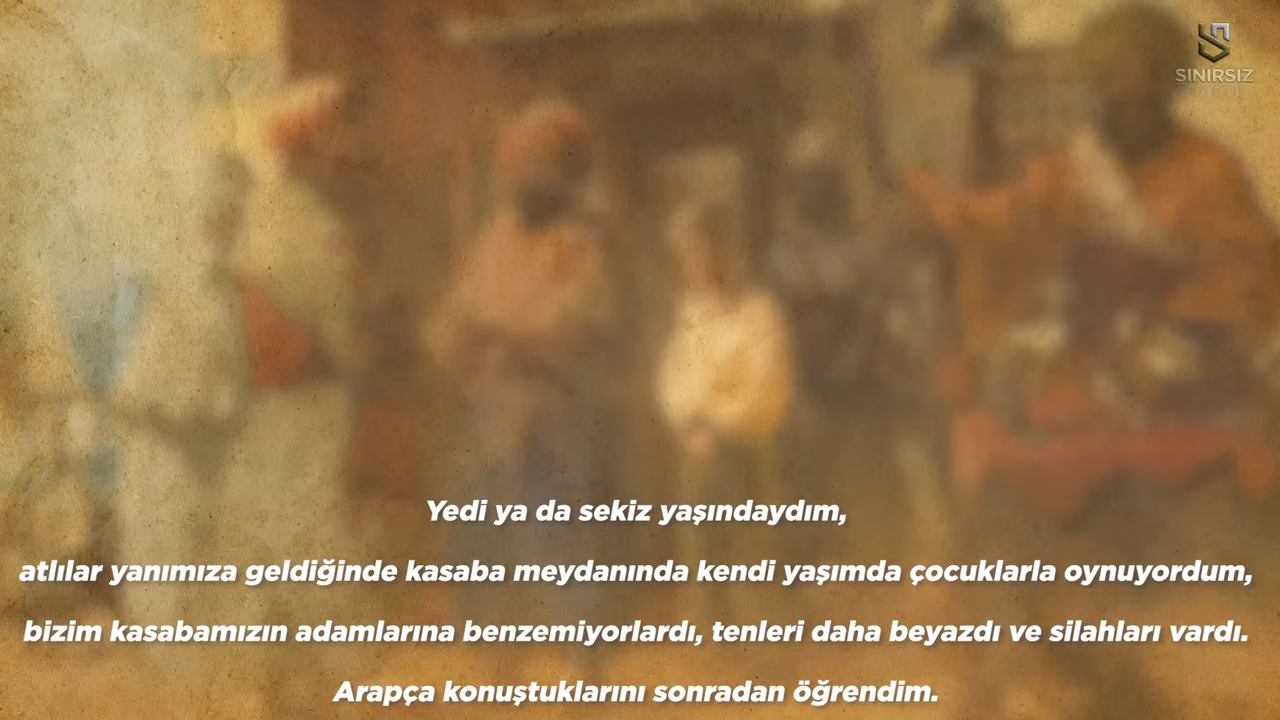 SINIRSIZ
TARİH
Yedi ya da sekiz yaşındaydım,
atlılar yanımıza geldiğinde kasaba meydanında kendi yaşımda çocuklarla oynuyordum,
bizim kasabamızın adamlarına benzemiyorlardı, tenleri daha beyazdı ve silahları vardı.
Arapça konuştuklarını sonradan öğrendim.